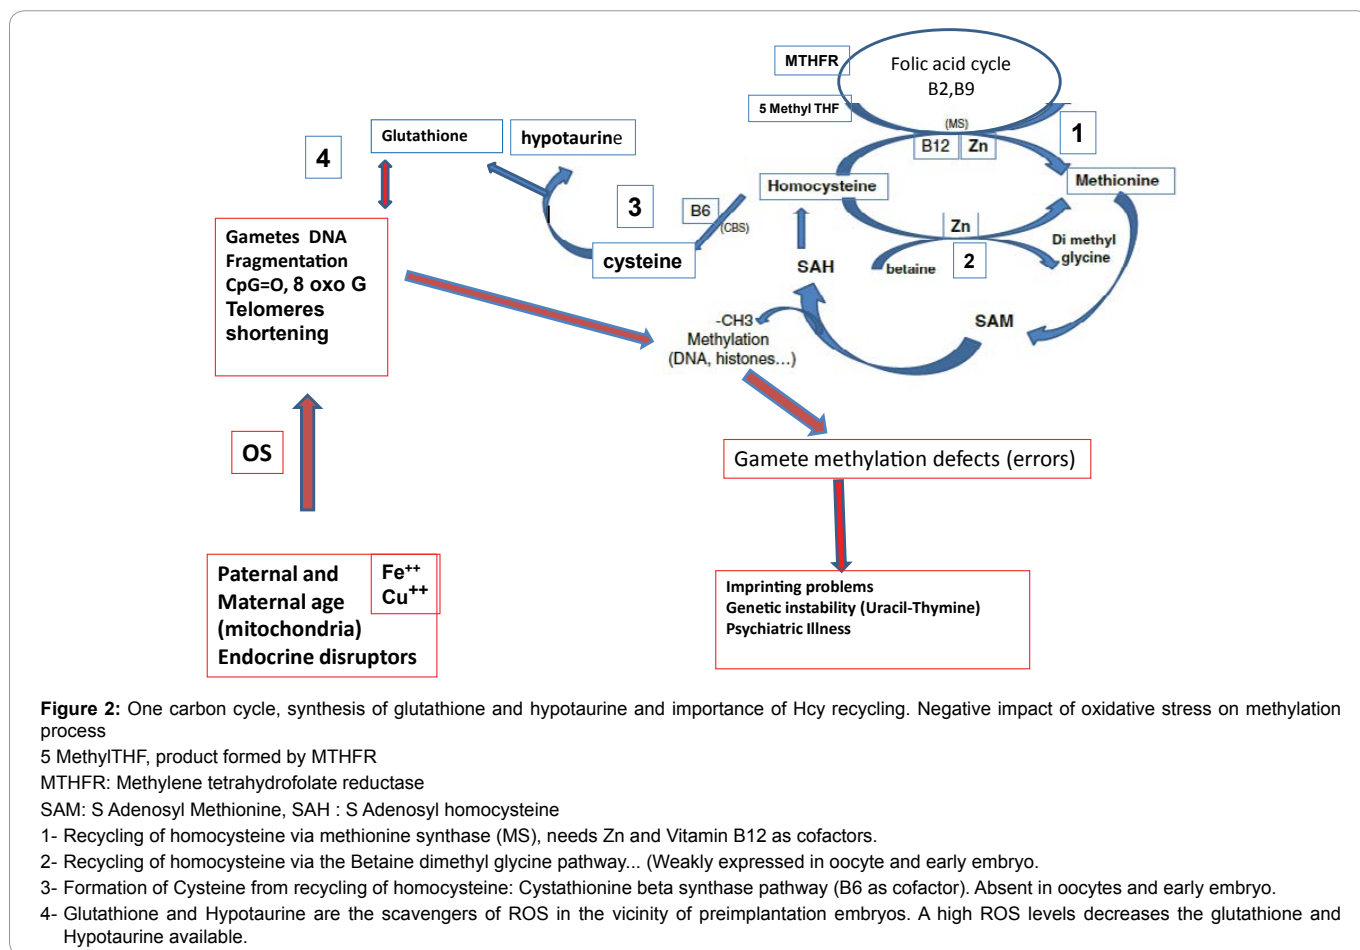 MTHFR
Folic acid cycle
B2,B9
5 Methyl THF
(MS)
B12
Zn
1
4
Glutathione
hypotaurine
3
B6
(CBS)
Homocysteine
Methionine
Zn
2
betaine
Di methyl
glycine
cysteine
SAH
SAM
-CH3
Methylation
(DNA, histones...)
Gametes DNA
Fragmentation
CpG=O, 8 oxo G
Telomeres
shortening
OS
Gamete methylation defects (errors)
Paternal and
Maternal age
(mitochondria)
Endocrine disruptors
Fe++
Cu++
Imprinting problems
Genetic instability (Uracil-Thymine)
Psychiatric Illness
Figure 2: One carbon cycle, synthesis of glutathione and hypotaurine and importance of Hcy recycling. Negative impact of oxidative stress on methylation
process
5 MethylTHF, product formed by MTHFR
MTHFR: Methylene tetrahydrofolate reductase
SAM: S Adenosyl Methionine, SAH : S Adenosyl homocysteine
1- Recycling of homocysteine via methionine synthase (MS), needs Zn and Vitamin B12 as cofactors.
2- Recycling of homocysteine via the Betaine dimethyl glycine pathway... (Weakly expressed in oocyte and early embryo.
3- Formation of Cysteine from recycling of homocysteine: Cystathionine beta synthase pathway (B6 as cofactor). Absent in oocytes and early embryo.
4- Glutathione and Hypotaurine are the scavengers of ROS in the vicinity of preimplantation embryos. A high ROS levels decreases the glutathione and
Hypotaurine available.